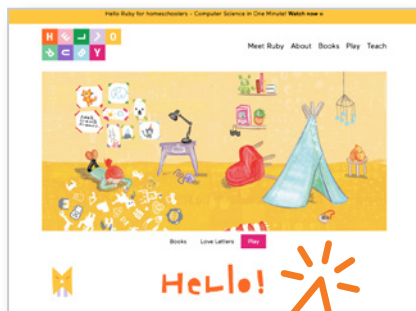 Hello Ruby for homeschoolers - Computer Science in One Minute! Watch now »
HELLO
RUBY
Meet Ruby About Books Play Teach
Books Love Letters Play
HeLLo!